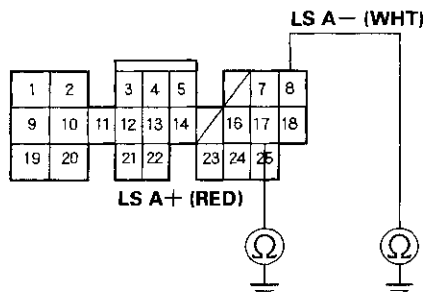 LS A− (WHT)
1 2 3 4 5 7 8
9 10 11 12 13 14 16 17 18
19 20 21 22 23 24 25
LS A+ (RED)
Ω Ω